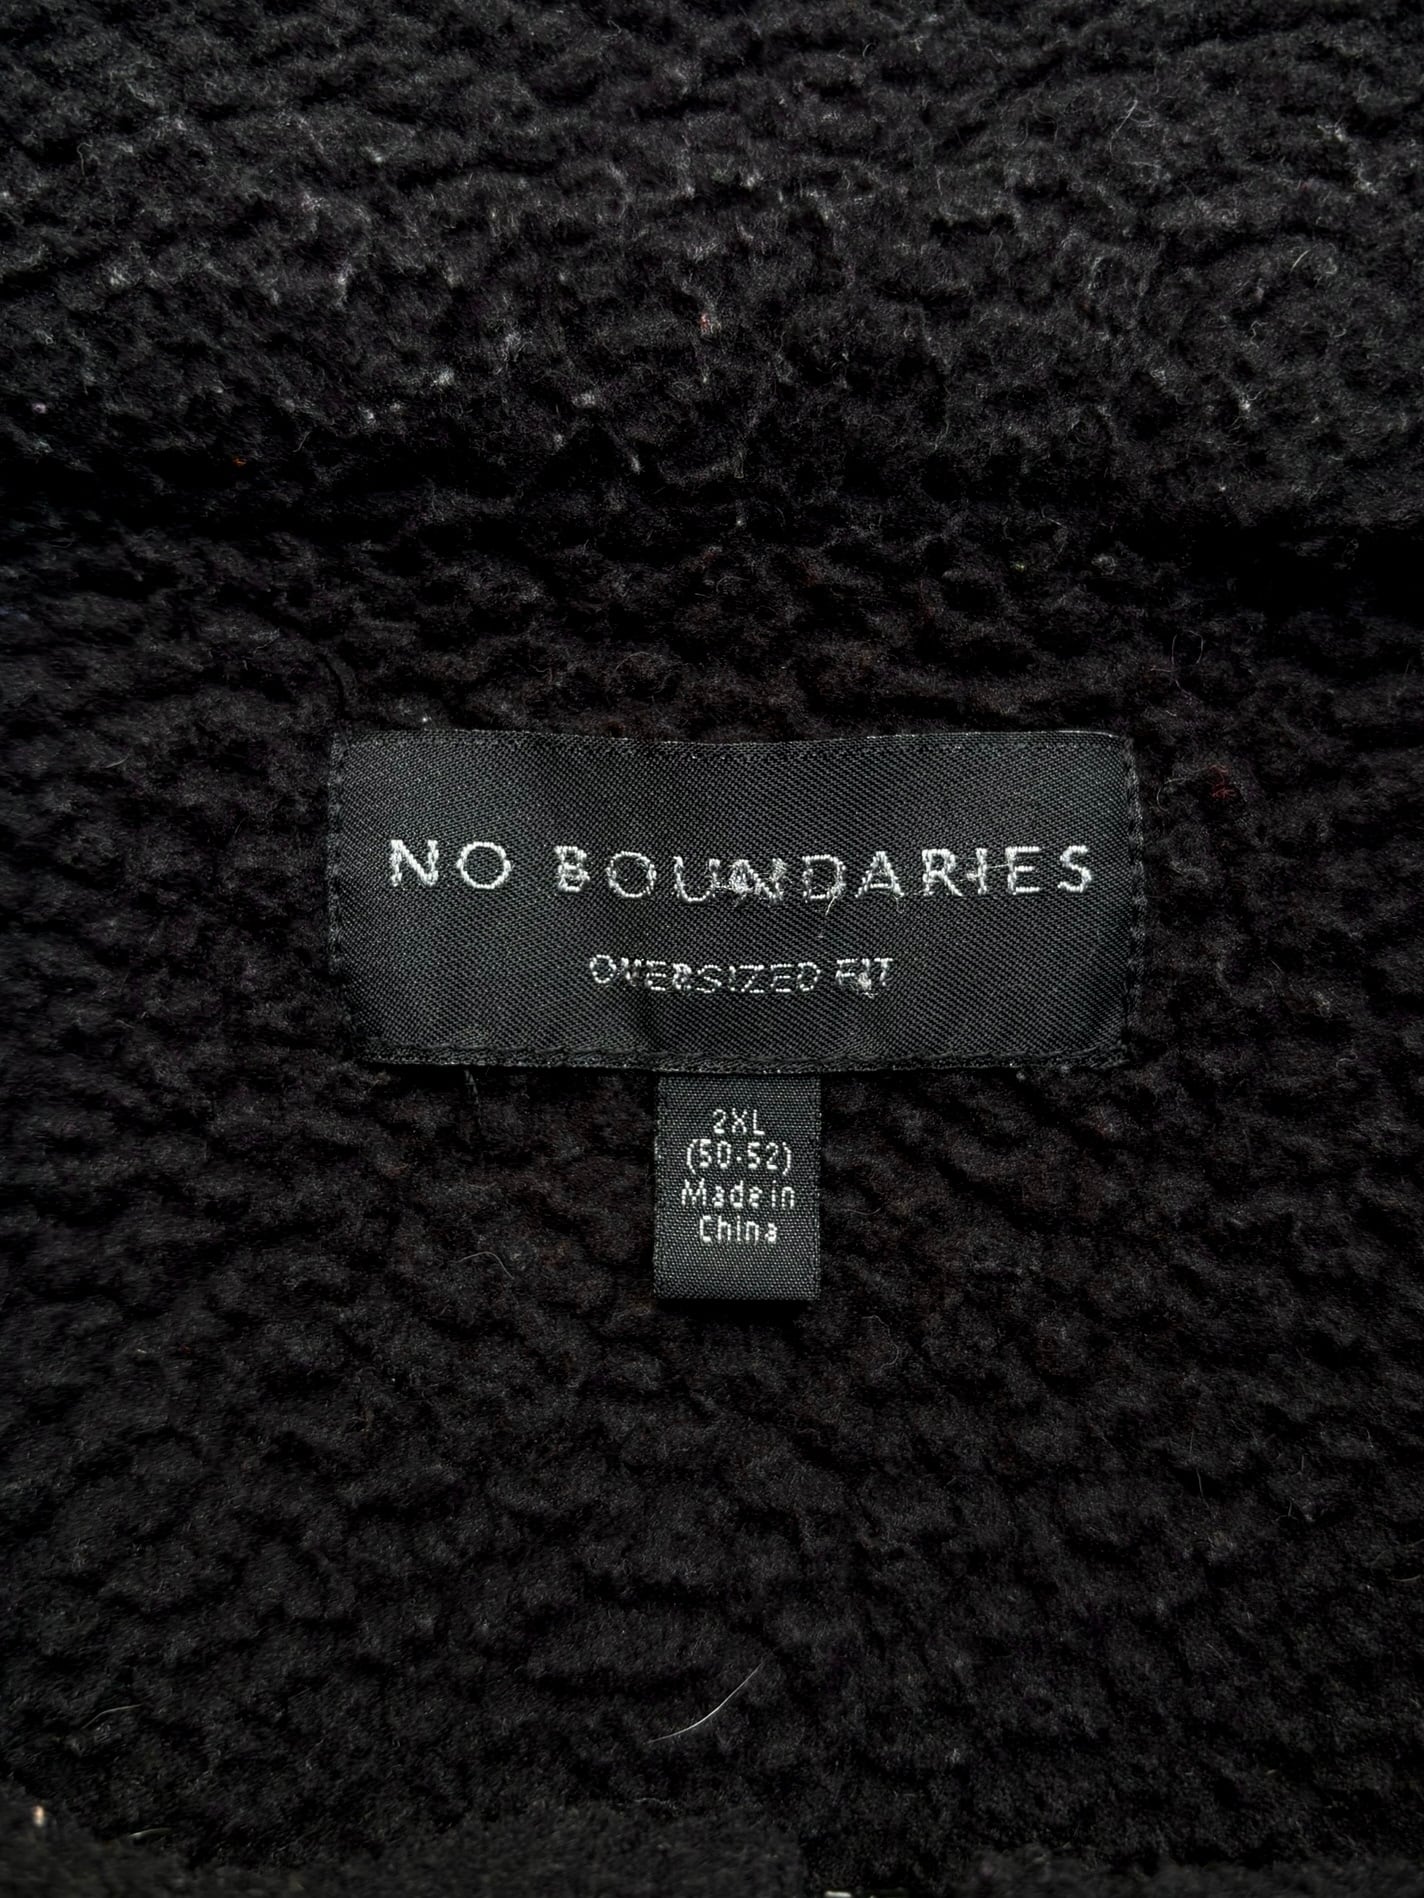 NO BOUNDARIES
OVERSIZED FIT
2XL
(50-52)
Made in
China